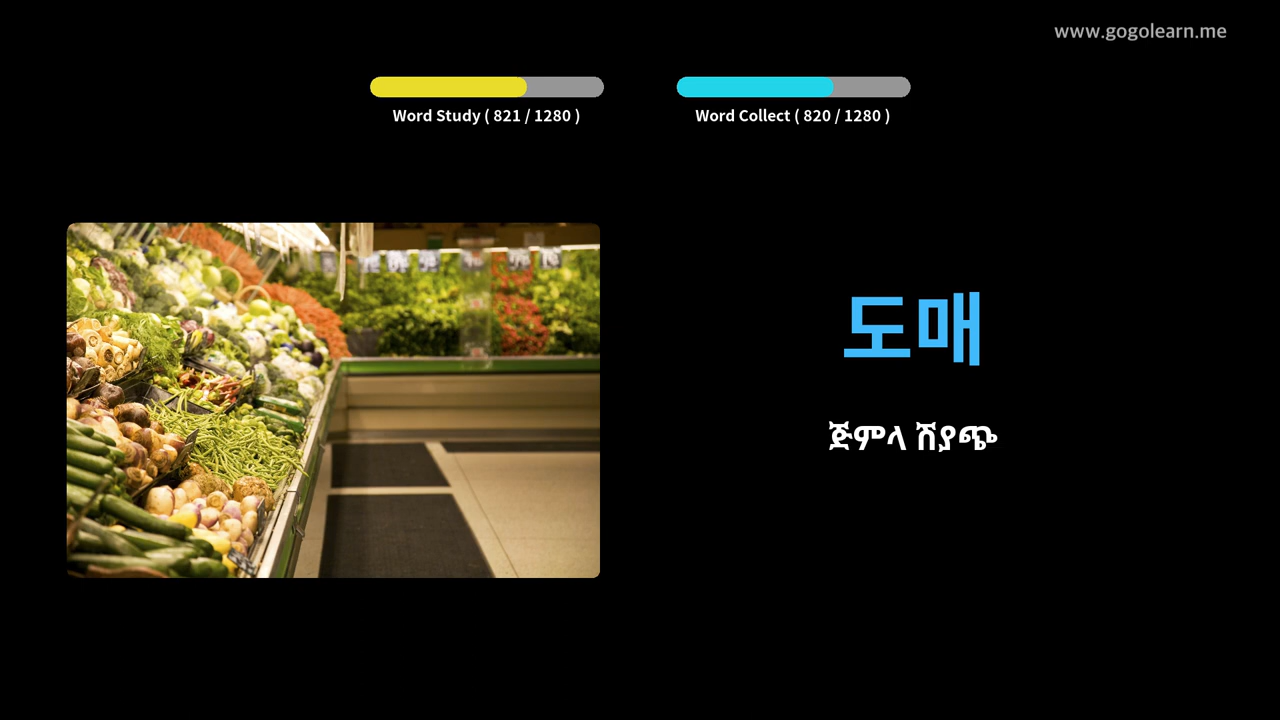 www.gogolearn.me
Word Study ( 821 / 1280 )
Word Collect ( 820 / 1280 )
도매
ጅምላ ሽያጭ